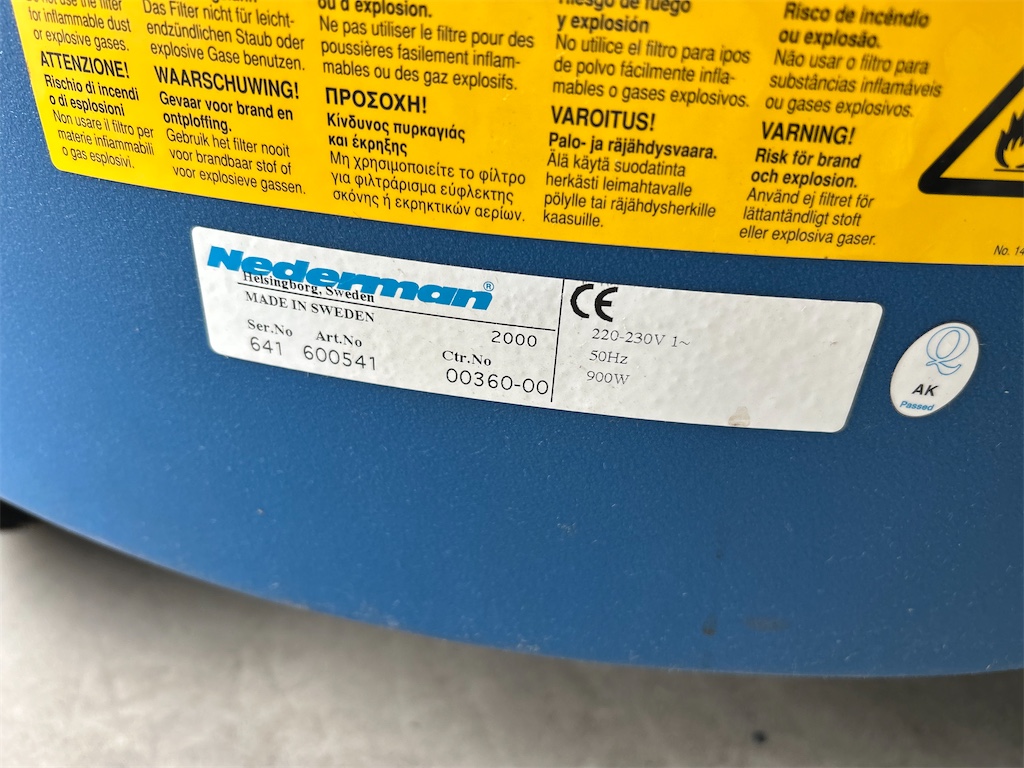 for inflammable dust
or explosive gases.
ATTENZIONE!
Rischio di incendi
o di esplosioni
Non usare il filtro per
materie infiammabili
o gas esplosivi.
Das Filter nicht für leicht-
endzündlichen Staub oder
explosive Gase benutzen.
WAARSCHUWING!
Gevaar voor brand en
ontploffing.
Gebruik het filter nooit
voor brandbaar stof of
voor explosieve gassen.
ou d'explosion.
Ne pas utiliser le filtre pour des
poussières fasilement inflam-
mables ou des gaz explosifs.
ΠΡΟΣΟΧΗ!
Κίνδυνος πυρκαγιάς
και έκρηξης
Μη χρησιμοποιείτε το φίλτρο
για φιλτράρισμα εύφλεκτης
σκόνης ή εκρηκτικών αερίων.
Riesgo de fuego
y explosión
No utilice el filtro para ipos
de polvo fácilmente infla-
mables o gases explosivos.
VAROITUS!
Palo- ja räjähdysvaara.
Älä käytä suodatinta
herkästi leimahtavalle
pölylle tai räjähdysherkille
kaasuille.
Risco de incêndio
ou explosão.
Não usar o filtro para
substâncias inflamáveis
ou gases explosivos.
VARNING!
Risk för brand
och explosion.
Använd ej filtret för
lättantändligt stoft
eller explosiva gaser.
No. 14
Nederman®
Helsingborg, Sweden
MADE IN SWEDEN
2000
Ser.No Art.No Ctr.No
641 600541 00360-00
CE
220-230V 1~
50Hz
900W
Q
AK
Passed